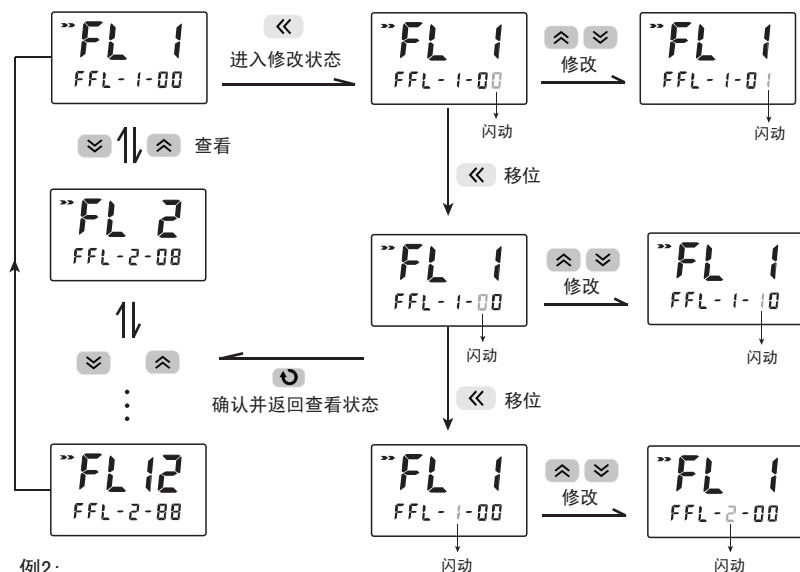 FL 1
FFL-1-00
进入修改状态
FL 1
FFL-1-00
闪动
修改
FL 1
FFL-1-01
闪动
查看
移位
FL 2
FFL-2-08
FL 1
FFL-1-00
闪动
修改
FL 1
FFL-1-10
闪动
确认并返回查看状态
移位
FL12
FFL-2-88
FL 1
FFL-1-00
闪动
修改
FL 1
FFL-2-00
闪动
例2: